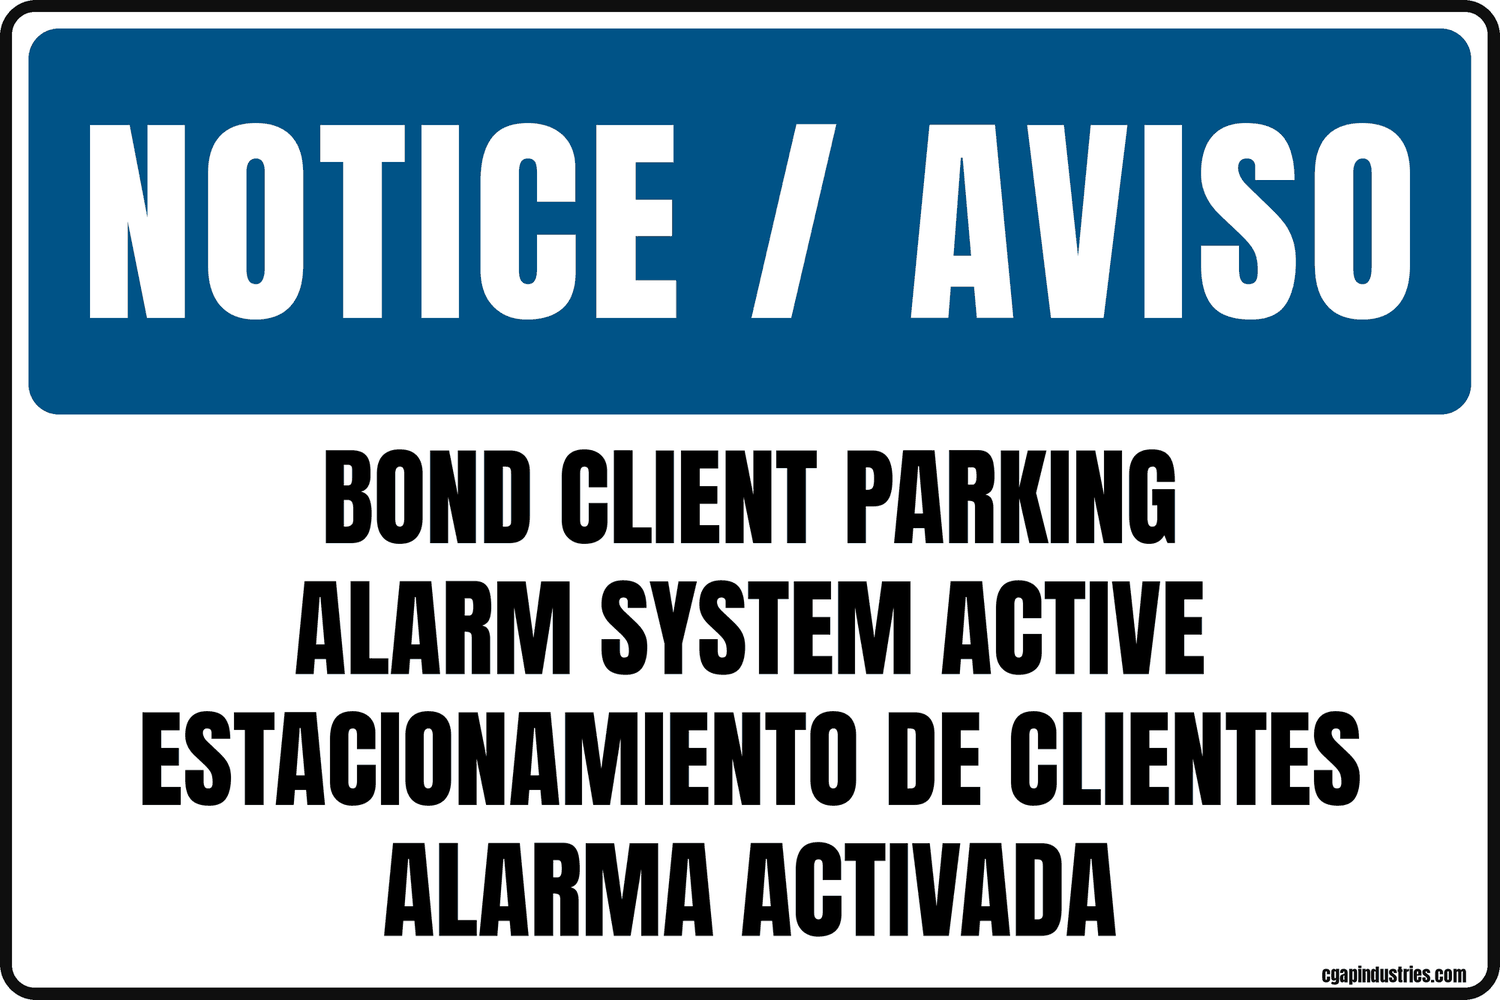 NOTICE / AVISO
BOND CLIENT PARKING
ALARM SYSTEM ACTIVE
ESTACIONAMIENTO DE CLIENTES
ALARMA ACTIVADA
cgapindustries.com